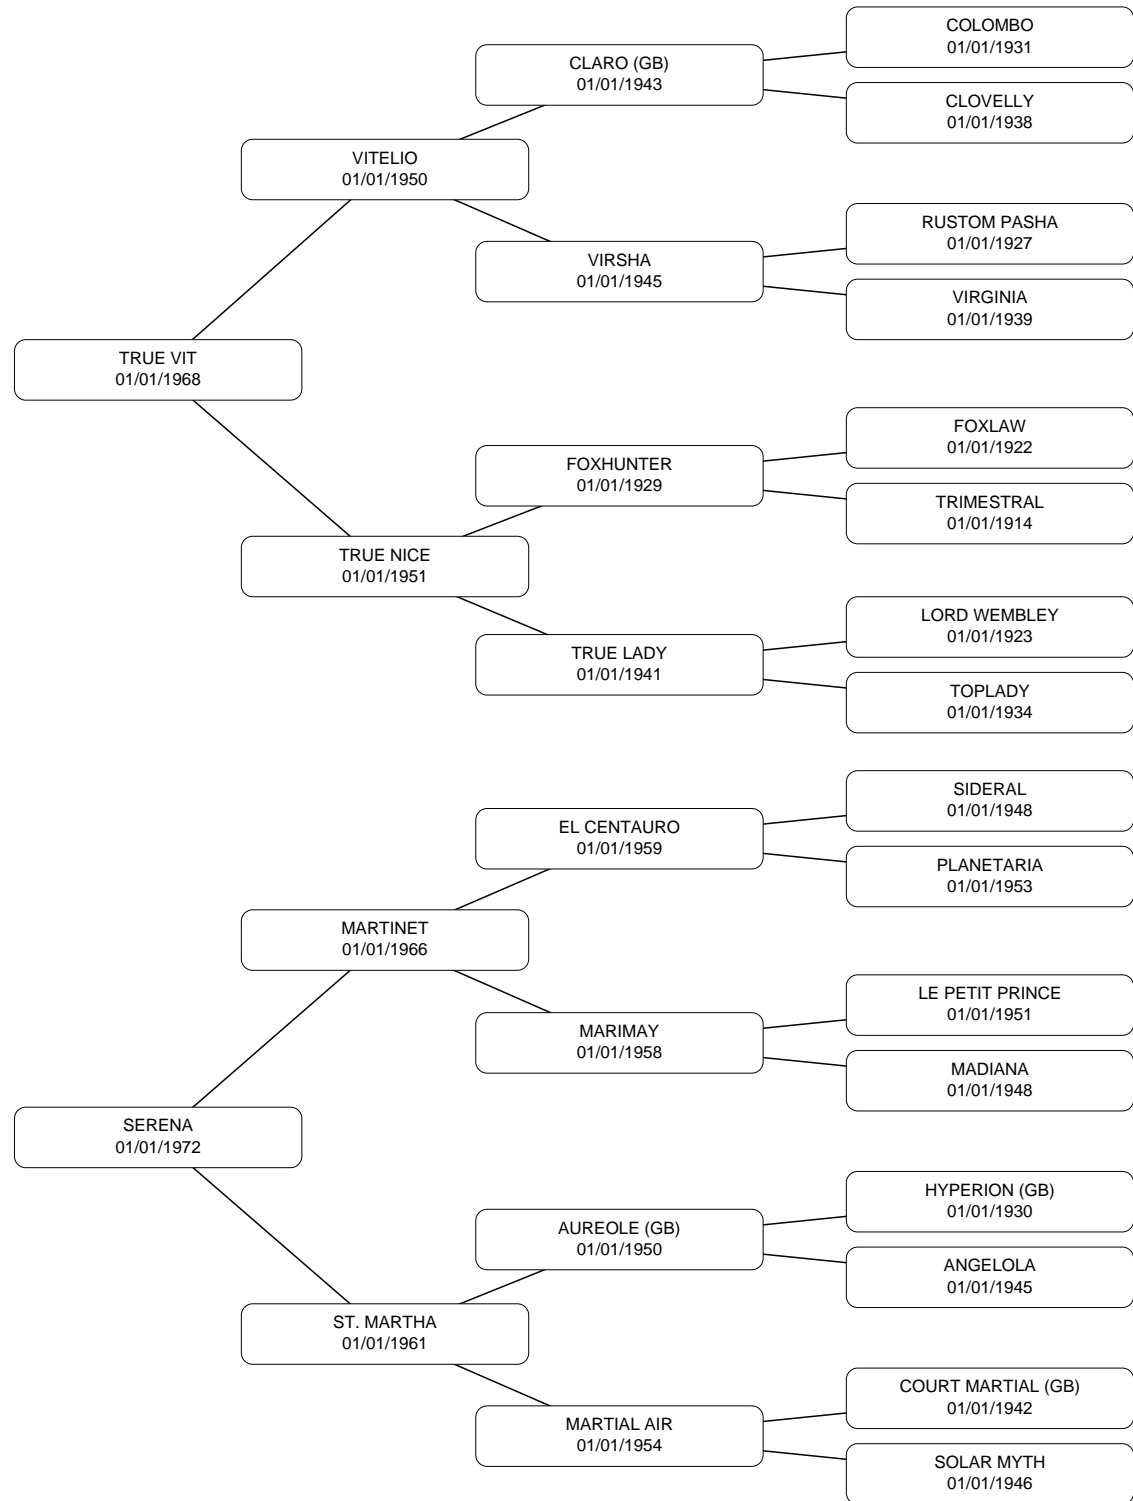 COLOMBO
01/01/1931
CLARO (GB)
01/01/1943
CLOVELLY
01/01/1938
VITELIO
01/01/1950
RUSTOM PASHA
01/01/1927
VIRSHA
01/01/1945
VIRGINIA
01/01/1939
TRUE VIT
01/01/1968
FOXLAW
01/01/1922
FOXHUNTER
01/01/1929
TRIMESTRAL
01/01/1914
TRUE NICE
01/01/1951
LORD WEMBLEY
01/01/1923
TRUE LADY
01/01/1941
TOPLADY
01/01/1934
SIDERAL
01/01/1948
EL CENTAURO
01/01/1959
PLANETARIA
01/01/1953
MARTINET
01/01/1966
LE PETIT PRINCE
01/01/1951
MARIMAY
01/01/1958
MADIANA
01/01/1948
SERENA
01/01/1972
HYPERION (GB)
01/01/1930
AUREOLE (GB)
01/01/1950
ANGELOLA
01/01/1945
ST. MARTHA
01/01/1961
COURT MARTIAL (GB)
01/01/1942
MARTIAL AIR
01/01/1954
SOLAR MYTH
01/01/1946